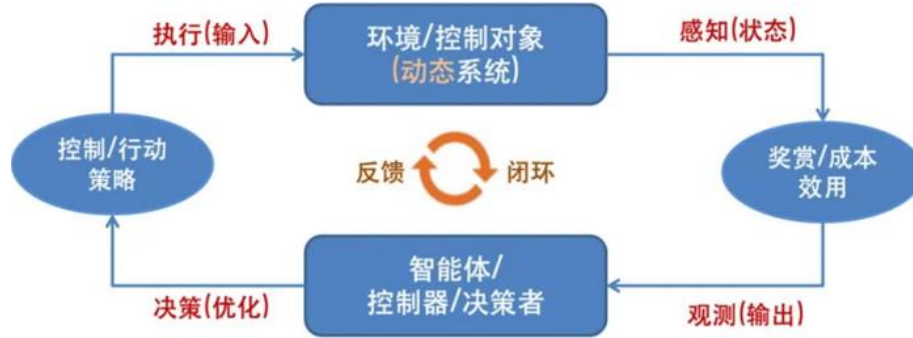 执行(输入)
环境/控制对象
(动态系统)
感知(状态)
控制/行动
策略
反馈
闭环
奖赏/成本
效用
智能体/
控制器/决策者
决策(优化)
观测(输出)